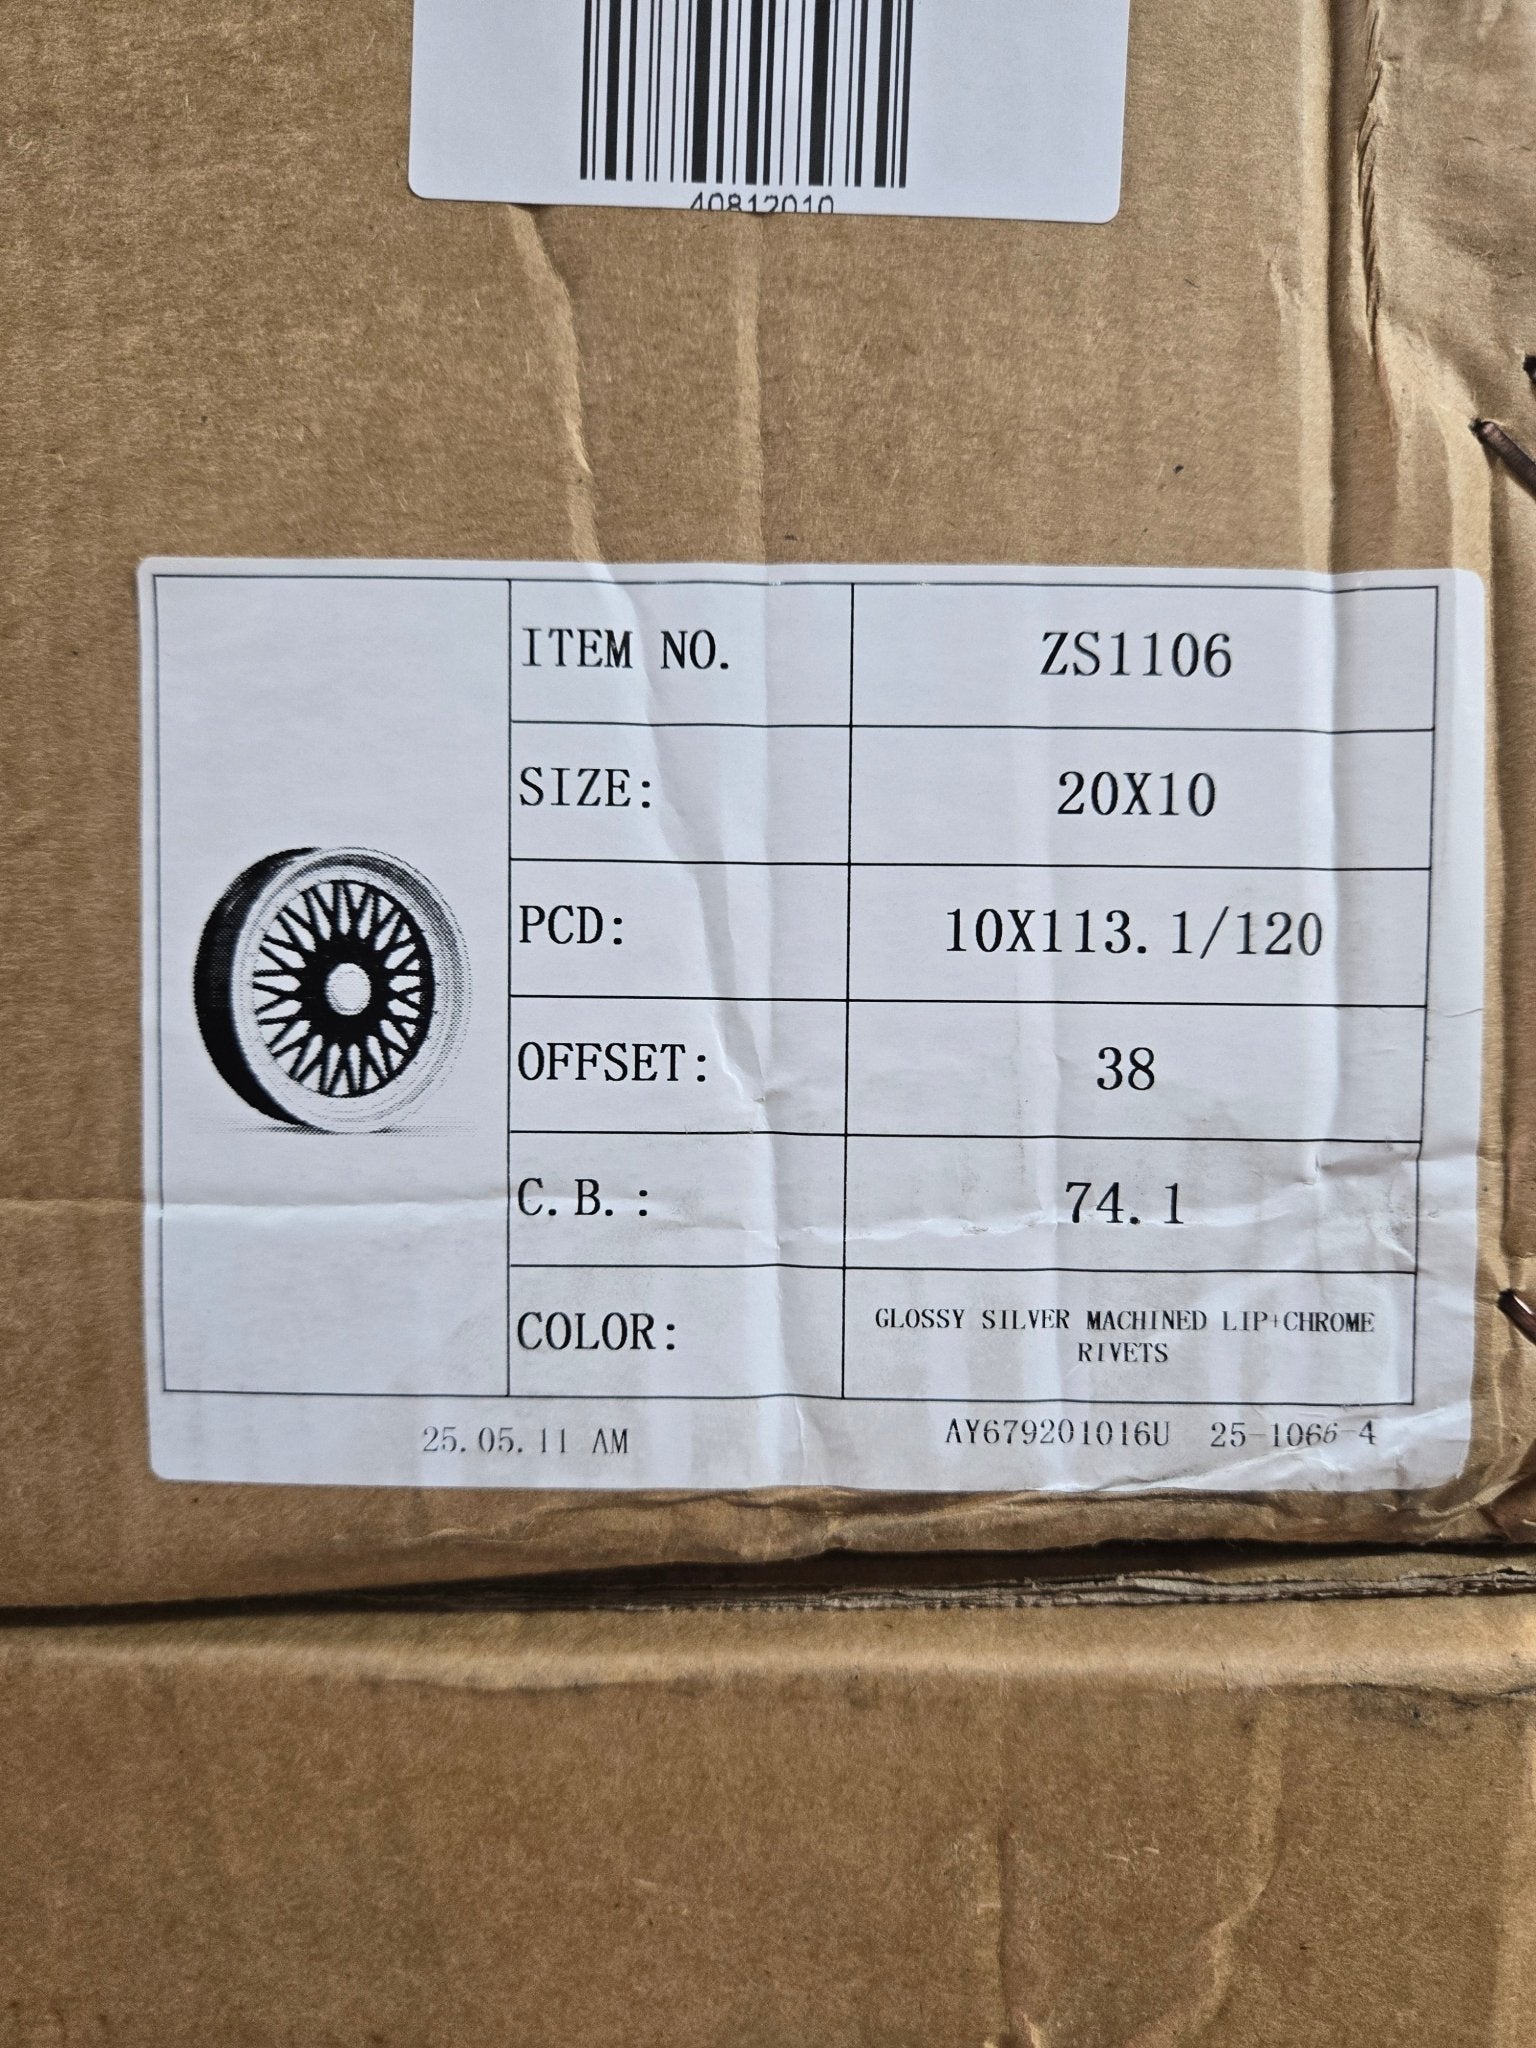 40812010
ITEM NO. ZS1106
SIZE: 20X10
PCD: 10X113.1/120
OFFSET: 38
C.B.: 74.1
COLOR: GLOSSY SILVER MACHINED LIP+CHROME
RIVETS
25.05.11 AM AY679201016U 25-1066-4